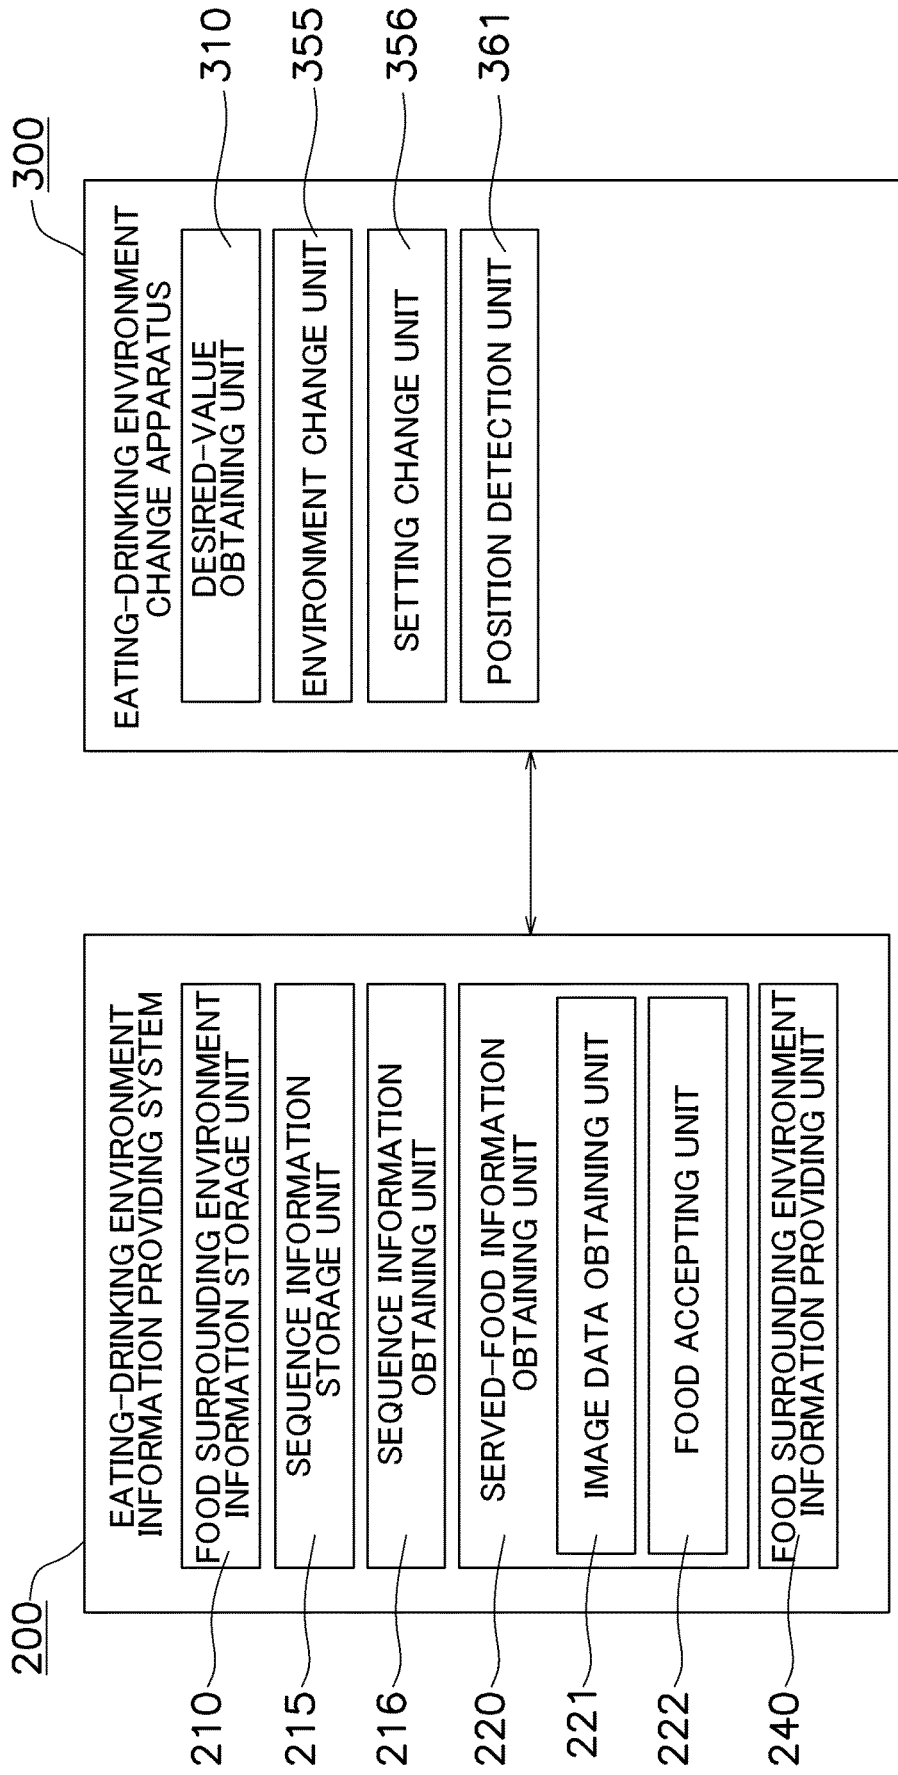 200
EATING-DRINKING ENVIRONMENT
INFORMATION PROVIDING SYSTEM
210
FOOD SURROUNDING ENVIRONMENT
INFORMATION STORAGE UNIT
215
SEQUENCE INFORMATION
STORAGE UNIT
216
SEQUENCE INFORMATION
OBTAINING UNIT
220
SERVED-FOOD INFORMATION
OBTAINING UNIT
221
IMAGE DATA OBTAINING UNIT
222
FOOD ACCEPTING UNIT
240
FOOD SURROUNDING ENVIRONMENT
INFORMATION PROVIDING UNIT
300
EATING-DRINKING ENVIRONMENT
CHANGE APPARATUS
310
DESIRED-VALUE
OBTAINING UNIT
355
ENVIRONMENT CHANGE UNIT
356
SETTING CHANGE UNIT
361
POSITION DETECTION UNIT